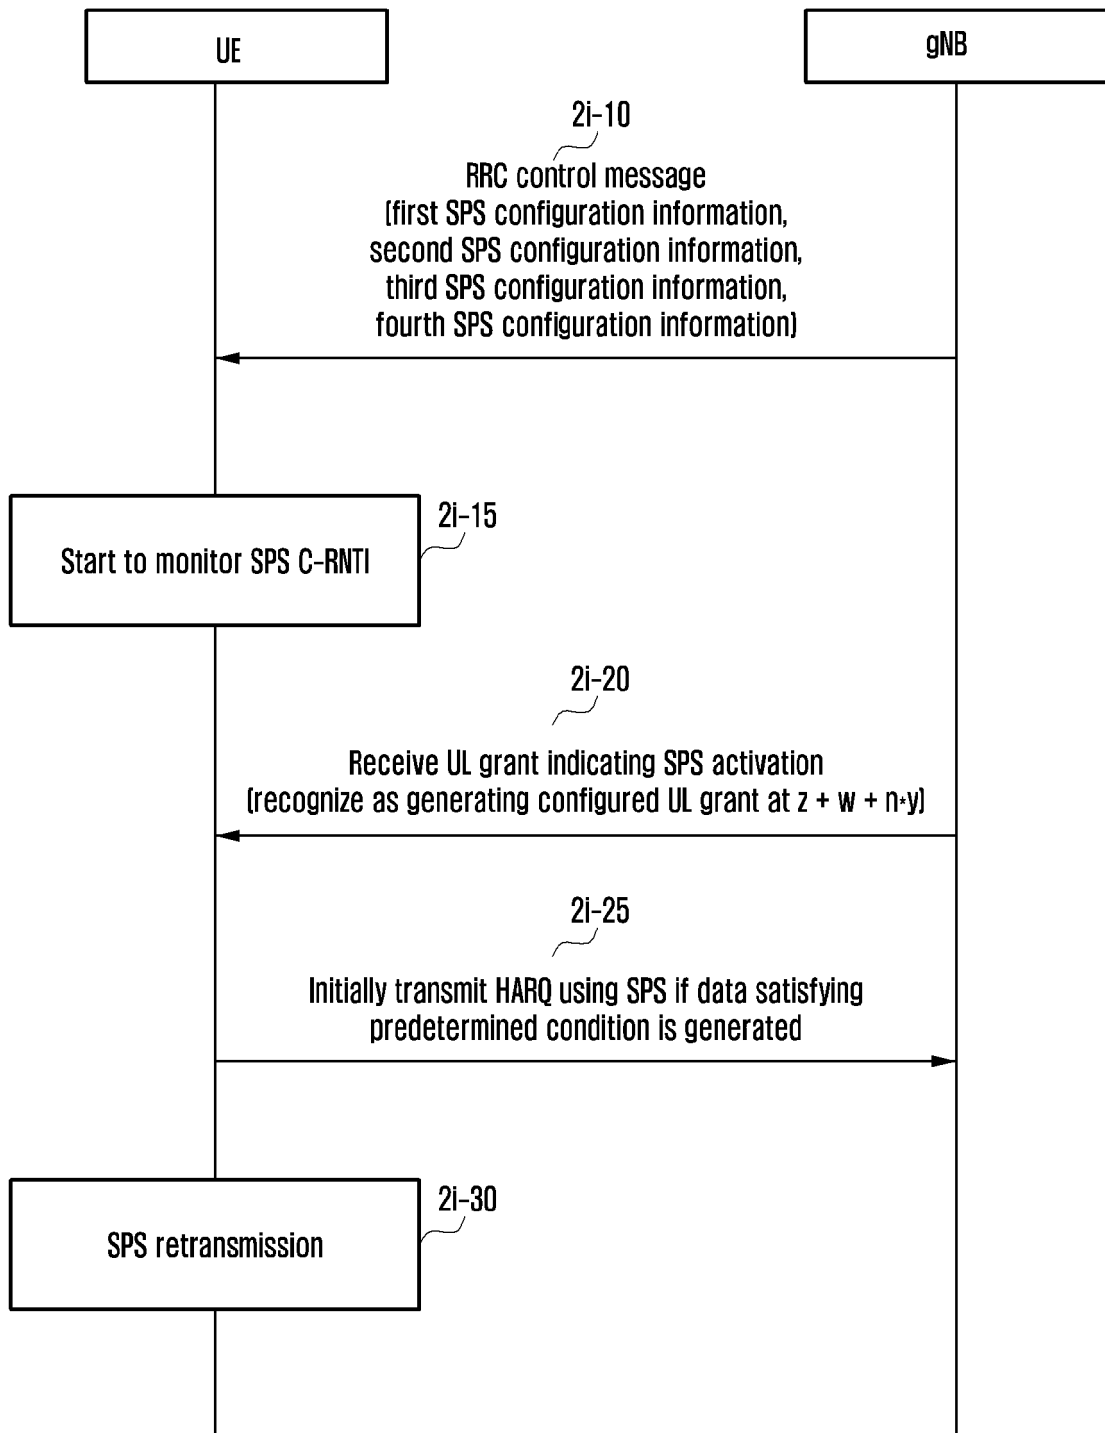 UE
gNB
2i-10
RRC control message
(first SPS configuration information,
second SPS configuration information,
third SPS configuration information,
fourth SPS configuration information)
2i-15
Start to monitor SPS C-RNTI
2i-20
Receive UL grant indicating SPS activation
(recognize as generating configured UL grant at z + w + n*y)
2i-25
Initially transmit HARQ using SPS if data satisfying
predetermined condition is generated
2i-30
SPS retransmission